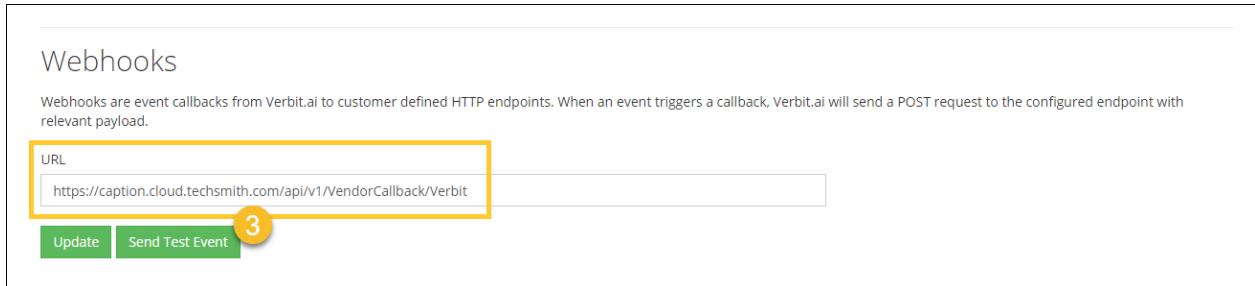 Webhooks
Webhooks are event callbacks from Verbit.ai to customer defined HTTP endpoints. When an event triggers a callback, Verbit.ai will send a POST request to the configured endpoint with
relevant payload.
URL
https://caption.cloud.techsmith.com/api/v1/VendorCallback/Verbit
3
Update Send Test Event